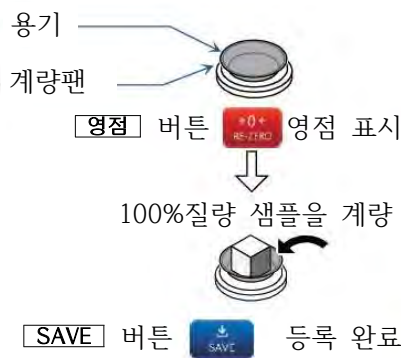 용기
계량팬
영점 버튼 →0← RE-ZERO 영점 표시
100%질량 샘플을 계량
SAVE 버튼 SAVE 등록 완료